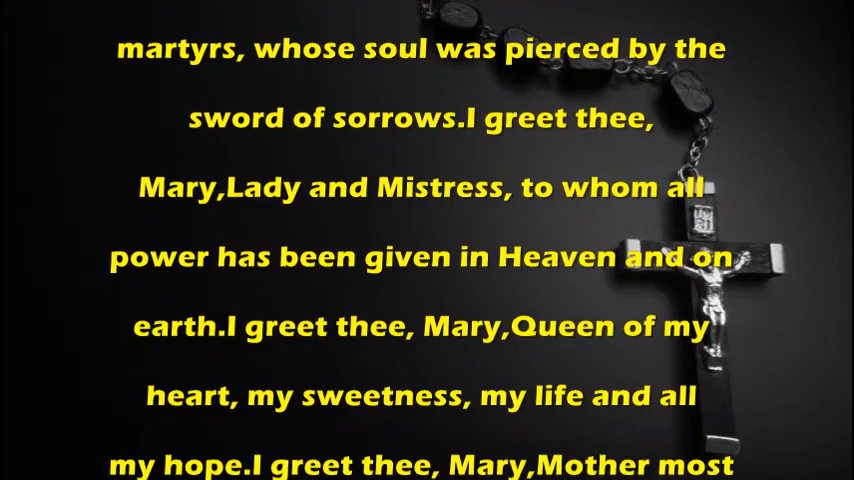 martyrs, whose soul was pierced by the
sword of sorrows.I greet thee,
Mary,Lady and Mistress, to whom all
power has been given in Heaven and on
earth.I greet thee, Mary,Queen of my
heart, my sweetness, my life and all
my hope.I greet thee, Mary,Mother most